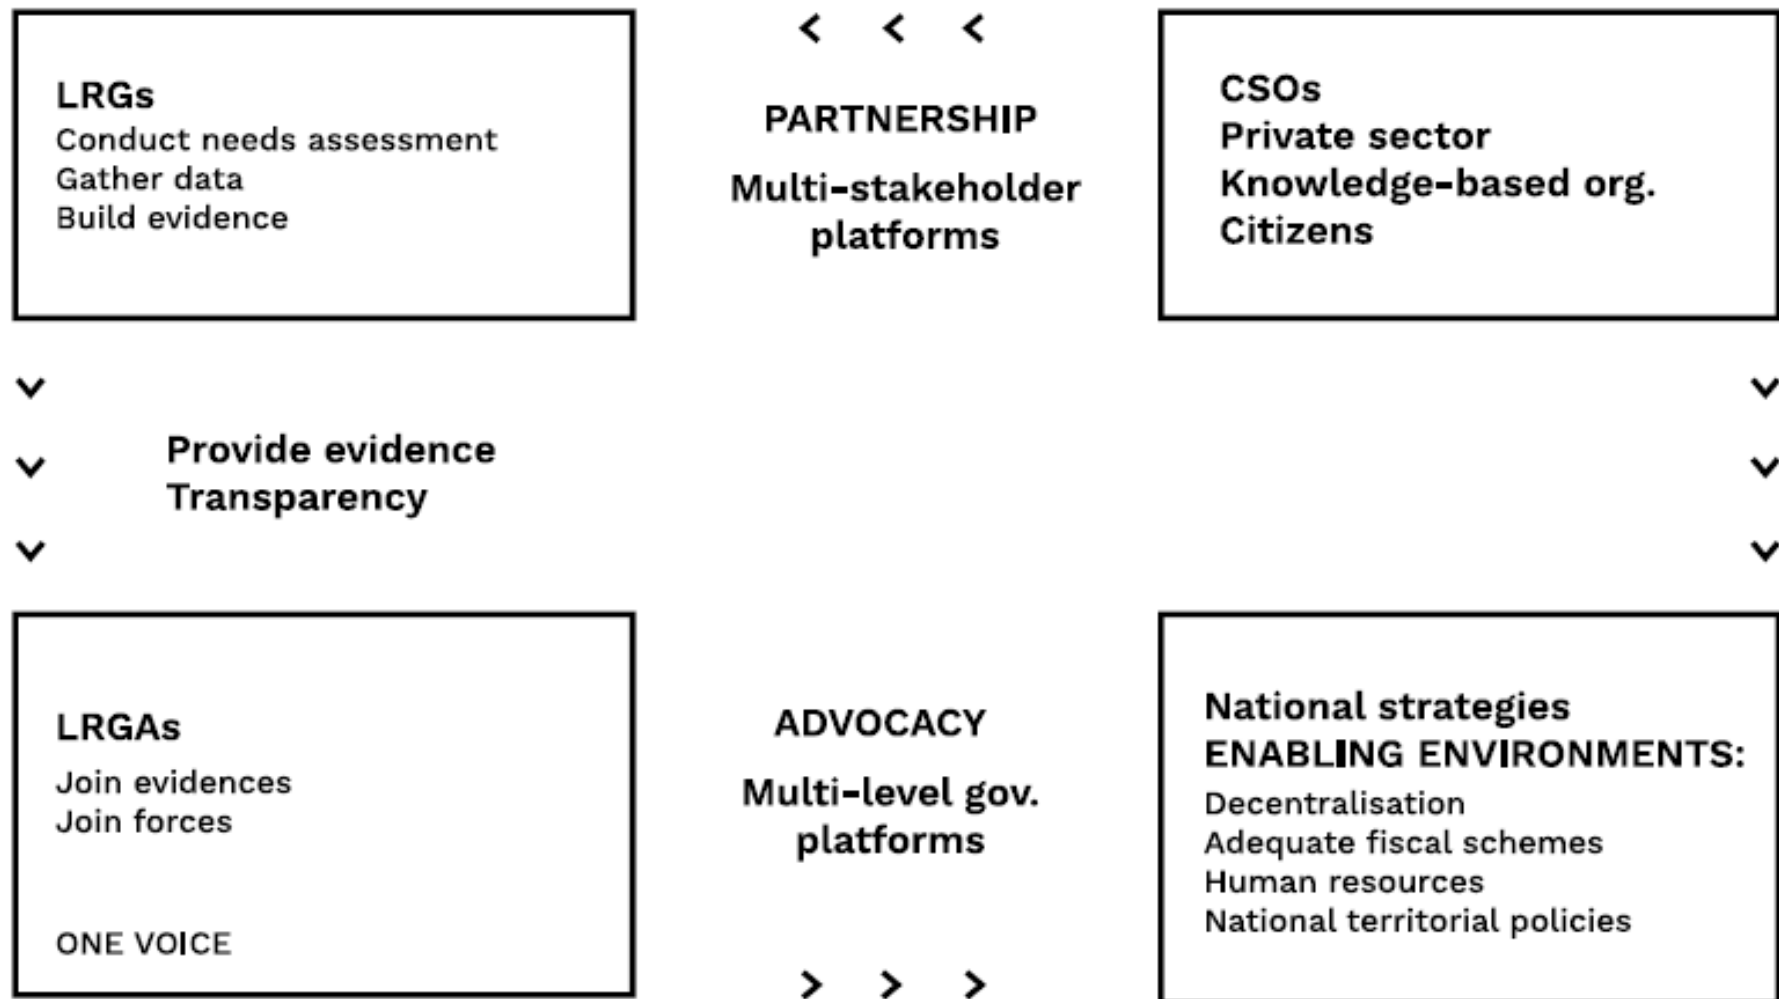 LRGs
Conduct needs assessment
Gather data
Build evidence
PARTNERSHIP
Multi-stakeholder
platforms
CSOs
Private sector
Knowledge-based org.
Citizens
Provide evidence
Transparency
LRGAs
Join evidences
Join forces
ONE VOICE
ADVOCACY
Multi-level gov.
platforms
National strategies
ENABLING ENVIRONMENTS:
Decentralisation
Adequate fiscal schemes
Human resources
National territorial policies